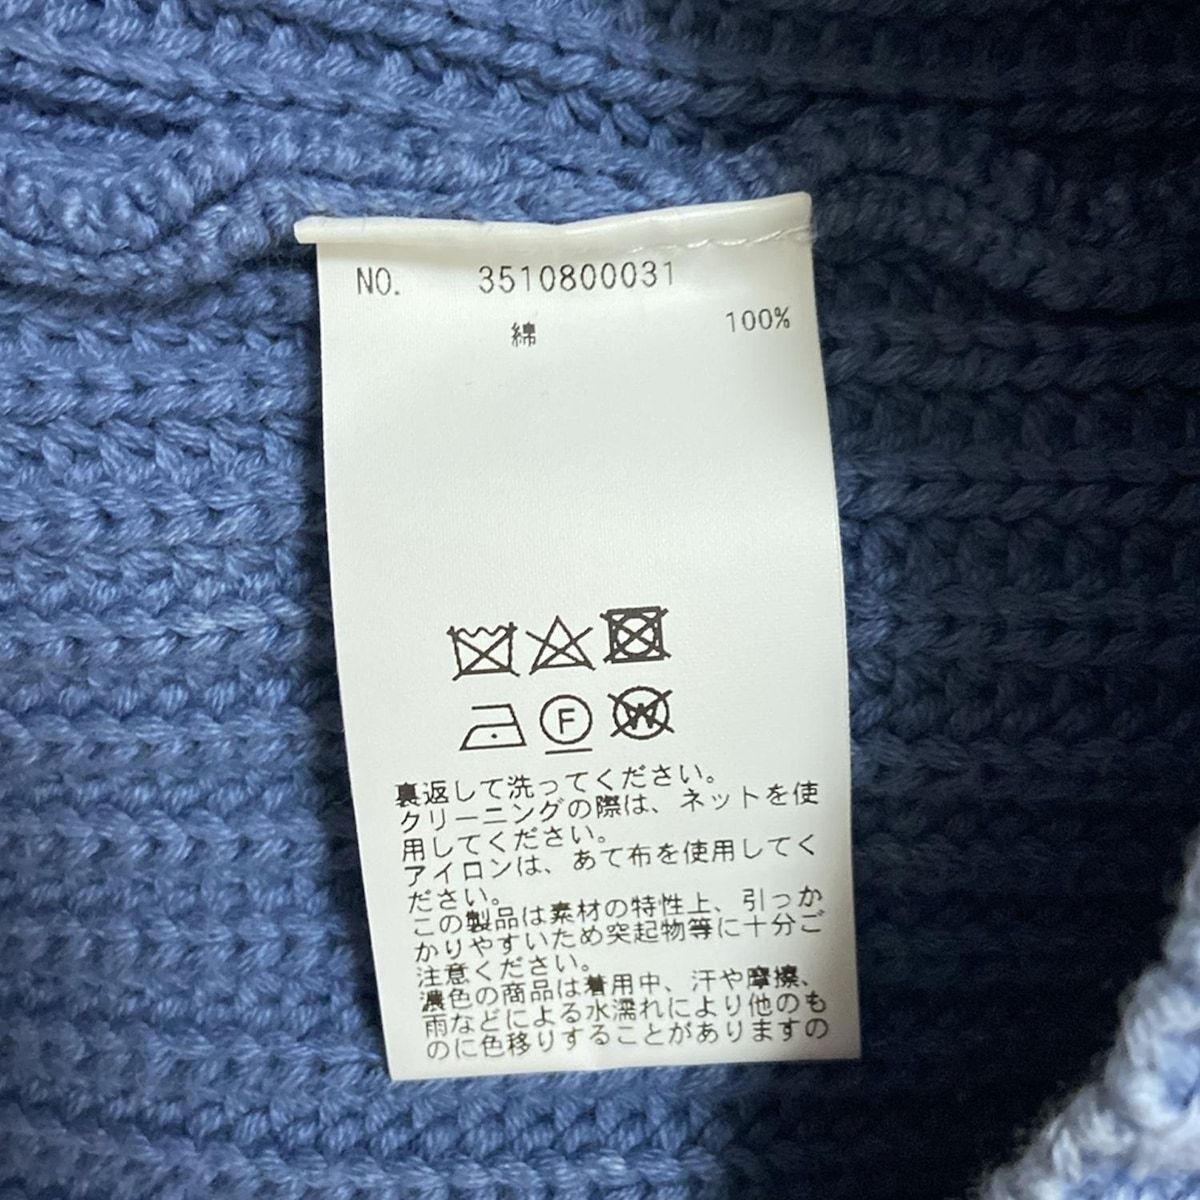 NO. 3510800031
綿 100%
F
W
裏返して洗ってください。
クリーニングの際は、ネットを使
用してください。
アイロンは、あて布を使用してく
ださい。
この製品は素材の特性上、引っか
かりやすいため突起物等に十分ご
注意ください。
濃色の商品は着用中、汗や摩擦、
雨などによる水濡れにより他のも
のに色移りすることがありますの